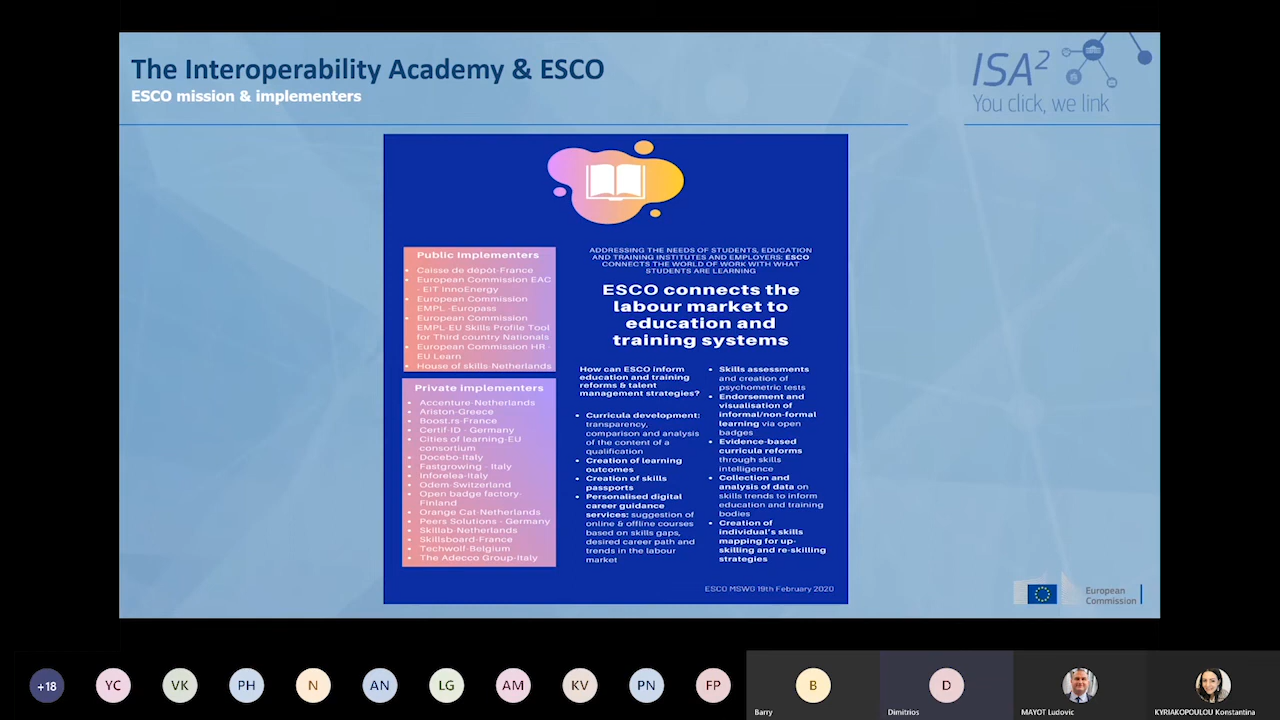 The Interoperability Academy & ESCO
ESCO mission & implementers
ISA²
You click, we link
Public Implementers
• Caisse de dépôt-France
• European Commission EAC
- EIT InnoEnergy
• European Commission
EMPL -Europass
• European Commission
EMPL-EU Skills Profile Tool
for Third country Nationals
• European Commission HR -
EU Learn
• House of skills-Netherlands
Private implementers
• Accenture-Netherlands
• Ariston-Greece
• Boost.rs-France
• Certif-ID - Germany
• Cities of learning-EU
consortium
• Docebo-Italy
• Fastgrowing - Italy
• Inforelea-Italy
• Odem-Switzerland
• Open badge factory-
Finland
• Orange Cat-Netherlands
• Peers Solutions - Germany
• Skillab-Netherlands
• Skillsboard-France
• Techwolf-Belgium
• The Adecco Group-Italy
ADDRESSING THE NEEDS OF STUDENTS, EDUCATION
AND TRAINING INSTITUTES AND EMPLOYERS: ESCO
CONNECTS THE WORLD OF WORK WITH WHAT
STUDENTS ARE LEARNING
ESCO connects the
labour market to
education and
training systems
How can ESCO inform
education and training
reforms & talent
management strategies?
• Curricula development:
transparency,
comparison and analysis
of the content of a
qualification
• Creation of learning
outcomes
• Creation of skills
passports
• Personalised digital
career guidance
services: suggestion of
online & offline courses
based on skills gaps,
desired career path and
trends in the labour
market
• Skills assessments
and creation of
psychometric tests
• Endorsement and
visualisation of
informal/non-formal
learning via open
badges
• Evidence-based
curricula reforms
through skills
intelligence
• Collection and
analysis of data on
skills trends to inform
education and training
bodies
• Creation of
individual's skills
mapping for up-
skilling and re-skilling
strategies
ESCO MSWG 19th February 2020
European
Commission
+18
YC
VK
PH
N
AN
LG
AM
KV
PN
FP
B
D
Barry
Dimitrios
MAYOT Ludovic
KYRIAKOPOULOU Konstantina